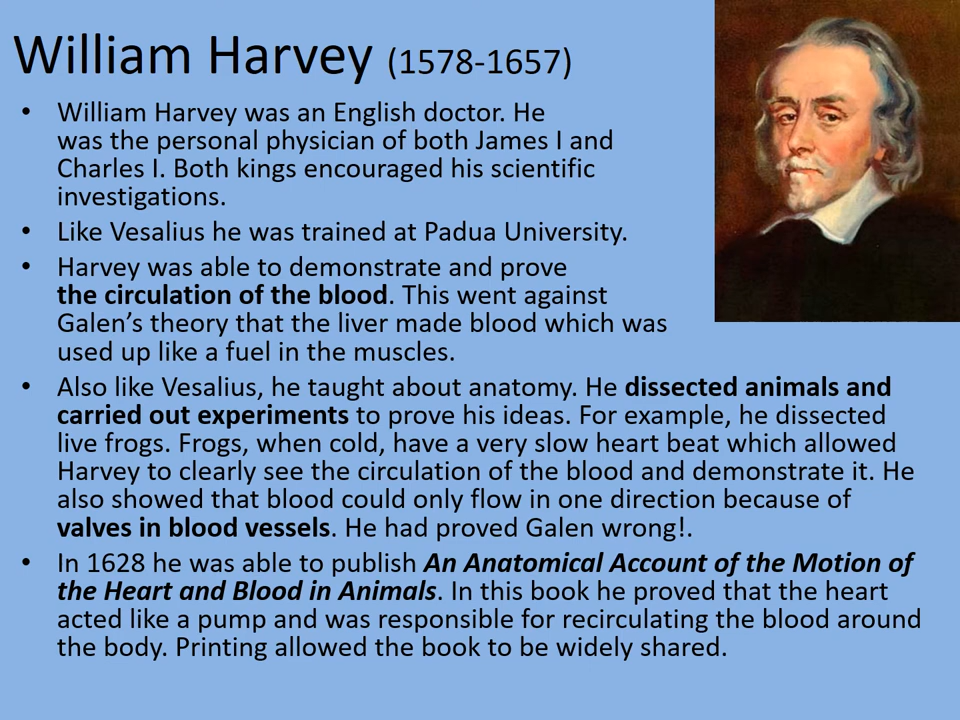 William Harvey (1578-1657)
• William Harvey was an English doctor. He
was the personal physician of both James I and
Charles I. Both kings encouraged his scientific
investigations.
• Like Vesalius he was trained at Padua University.
• Harvey was able to demonstrate and prove
the circulation of the blood. This went against
Galen’s theory that the liver made blood which was
used up like a fuel in the muscles.
• Also like Vesalius, he taught about anatomy. He dissected animals and
carried out experiments to prove his ideas. For example, he dissected
live frogs. Frogs, when cold, have a very slow heart beat which allowed
Harvey to clearly see the circulation of the blood and demonstrate it. He
also showed that blood could only flow in one direction because of
valves in blood vessels. He had proved Galen wrong!.
• In 1628 he was able to publish An Anatomical Account of the Motion of
the Heart and Blood in Animals. In this book he proved that the heart
acted like a pump and was responsible for recirculating the blood around
the body. Printing allowed the book to be widely shared.